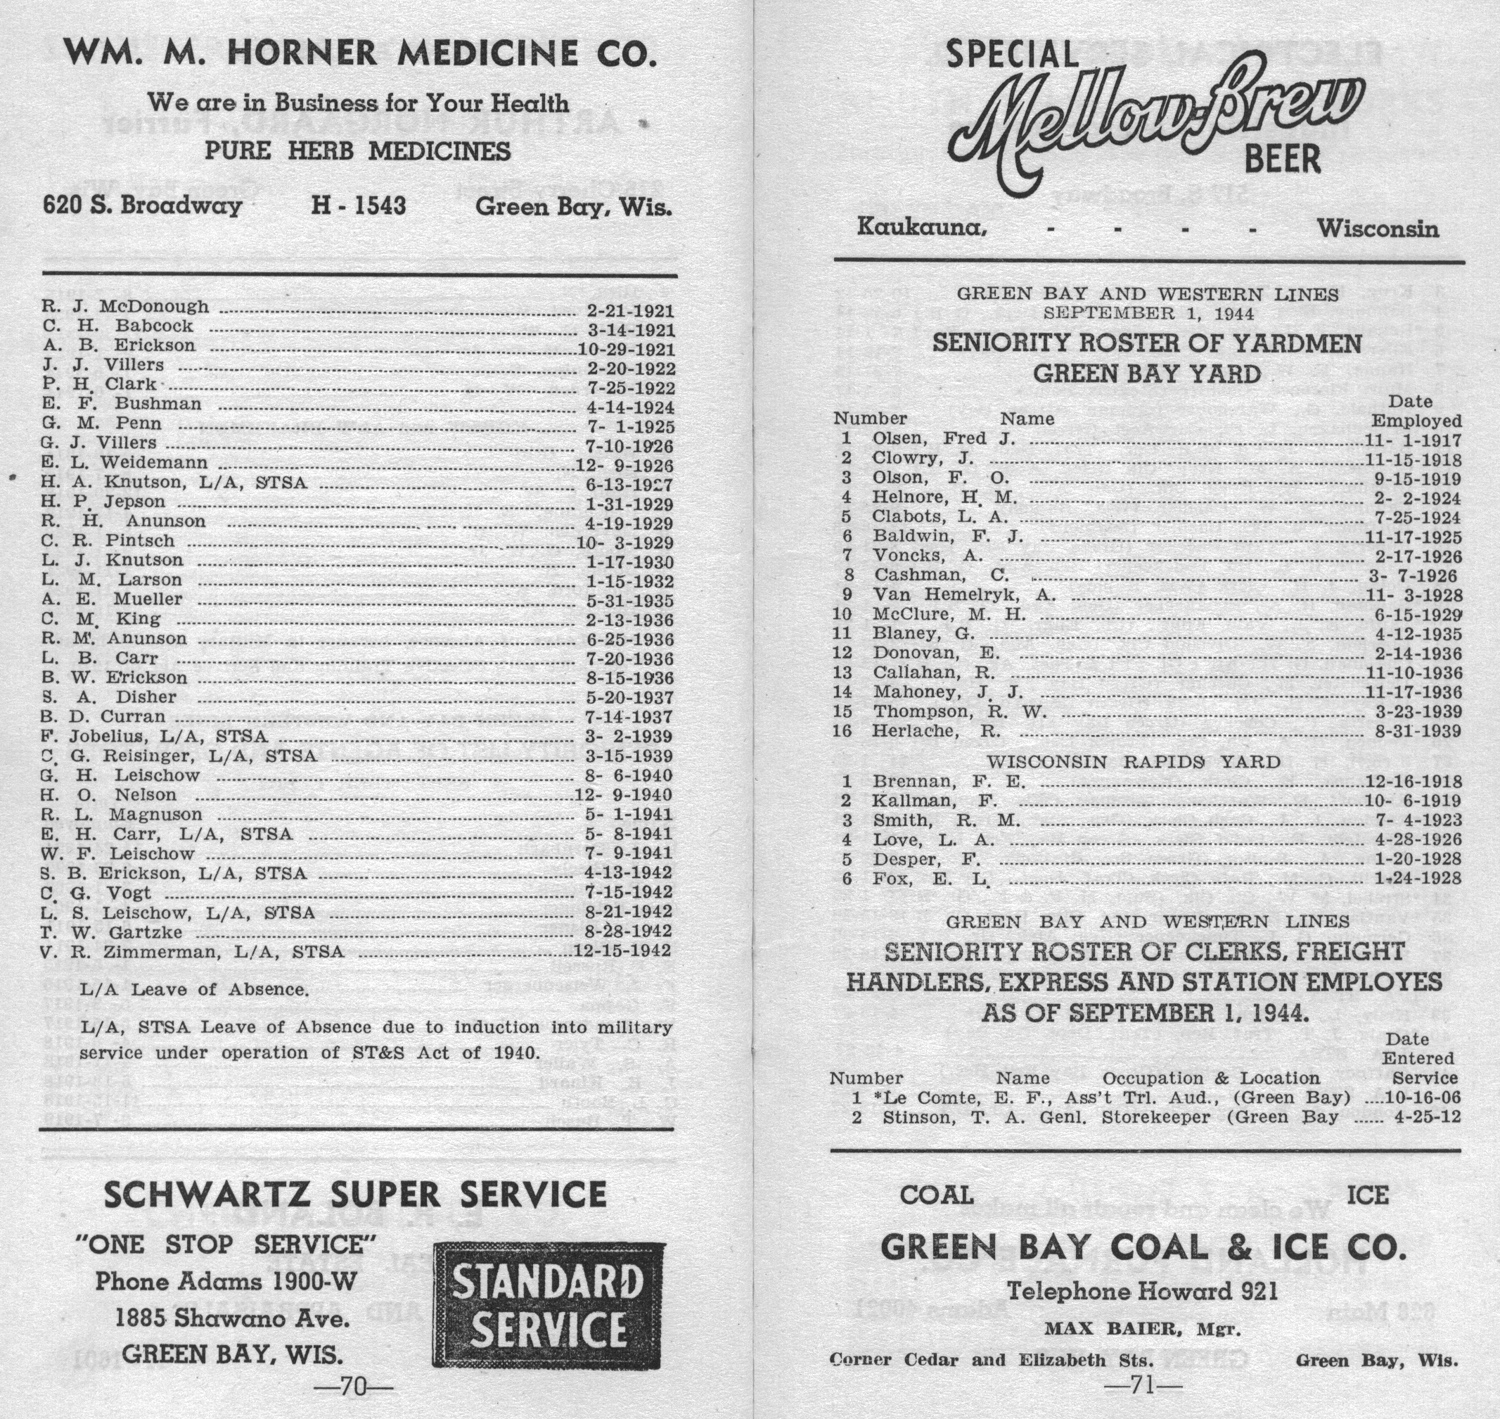 WM. M. HORNER MEDICINE CO.
We are in Business for Your Health
PURE HERB MEDICINES
620 S. Broadway H - 1543 Green Bay, Wis.
R. J. McDonough 2-21-1921
C. H. Babcock 3-14-1921
A. B. Erickson 10-29-1921
J. J. Villers 2-20-1922
P. H. Clark 7-25-1922
E. F. Bushman 4-14-1924
G. M. Penn 7- 1-1925
G. J. Villers 7-10-1926
E. L. Weidemann 12- 9-1926
H. A. Knutson, L/A, STSA 6-13-1927
H. P. Jepson 1-31-1929
R. H. Anunson 4-19-1929
C. R. Pintsch 10- 3-1929
L. J. Knutson 1-17-1930
L. M. Larson 1-15-1932
A. E. Mueller 5-31-1935
C. M. King 2-13-1936
R. M. Anunson 6-25-1936
L. B. Carr 7-20-1936
B. W. Erickson 8-15-1936
S. A. Disher 5-20-1937
B. D. Curran 7-14-1937
F. Jobelius, L/A, STSA 3- 2-1939
C. G. Reisinger, L/A, STSA 3-15-1939
G. H. Leischow 8- 6-1940
H. O. Nelson 12- 9-1940
R. L. Magnuson 5- 1-1941
E. H. Carr, L/A, STSA 5- 8-1941
W. F. Leischow 7- 9-1941
S. B. Erickson, L/A, STSA 4-13-1942
C. G. Vogt 7-15-1942
L. S. Leischow, L/A, STSA 8-21-1942
T. W. Gartzke 8-28-1942
V. R. Zimmerman, L/A, STSA 12-15-1942
L/A Leave of Absence.
L/A, STSA Leave of Absence due to induction into military
service under operation of ST&S Act of 1940.
SCHWARTZ SUPER SERVICE
"ONE STOP SERVICE"
Phone Adams 1900-W
1885 Shawano Ave.
GREEN BAY, WIS.
STANDARD
SERVICE
—70—
SPECIAL
Mellow-Brew
BEER
Kaukauna, - - - - Wisconsin
GREEN BAY AND WESTERN LINES
SEPTEMBER 1, 1944
SENIORITY ROSTER OF YARDMEN
GREEN BAY YARD
Date
Number Name Employed
1 Olsen, Fred J. 11- 1-1917
2 Clowry, J. 11-15-1918
3 Olson, F. O. 9-15-1919
4 Helnore, H. M. 2- 2-1924
5 Clabots, L. A. 7-25-1924
6 Baldwin, F. J. 11-17-1925
7 Voncks, A. 2-17-1926
8 Cashman, C. 3- 7-1926
9 Van Hemelryk, A. 11- 3-1928
10 McClure, M. H. 6-15-1929
11 Blaney, G. 4-12-1935
12 Donovan, E. 2-14-1936
13 Callahan, R. 11-10-1936
14 Mahoney, J. J. 11-17-1936
15 Thompson, R. W. 3-23-1939
16 Herlache, R. 8-31-1939
WISCONSIN RAPIDS YARD
1 Brennan, F. E. 12-16-1918
2 Kallman, F. 10- 6-1919
3 Smith, R. M. 7- 4-1923
4 Love, L. A. 4-28-1926
5 Desper, F. 1-20-1928
6 Fox, E. L. 1-24-1928
GREEN BAY AND WESTERN LINES
SENIORITY ROSTER OF CLERKS, FREIGHT
HANDLERS, EXPRESS AND STATION EMPLOYES
AS OF SEPTEMBER 1, 1944.
Date
Entered
Number Name Occupation & Location Service
1 *Le Comte, E. F., Ass't Trl. Aud., (Green Bay) 10-16-06
2 Stinson, T. A. Genl. Storekeeper (Green Bay 4-25-12
COAL ICE
GREEN BAY COAL & ICE CO.
Telephone Howard 921
MAX BAIER, Mgr.
Corner Cedar and Elizabeth Sts. Green Bay, Wis.
—71—